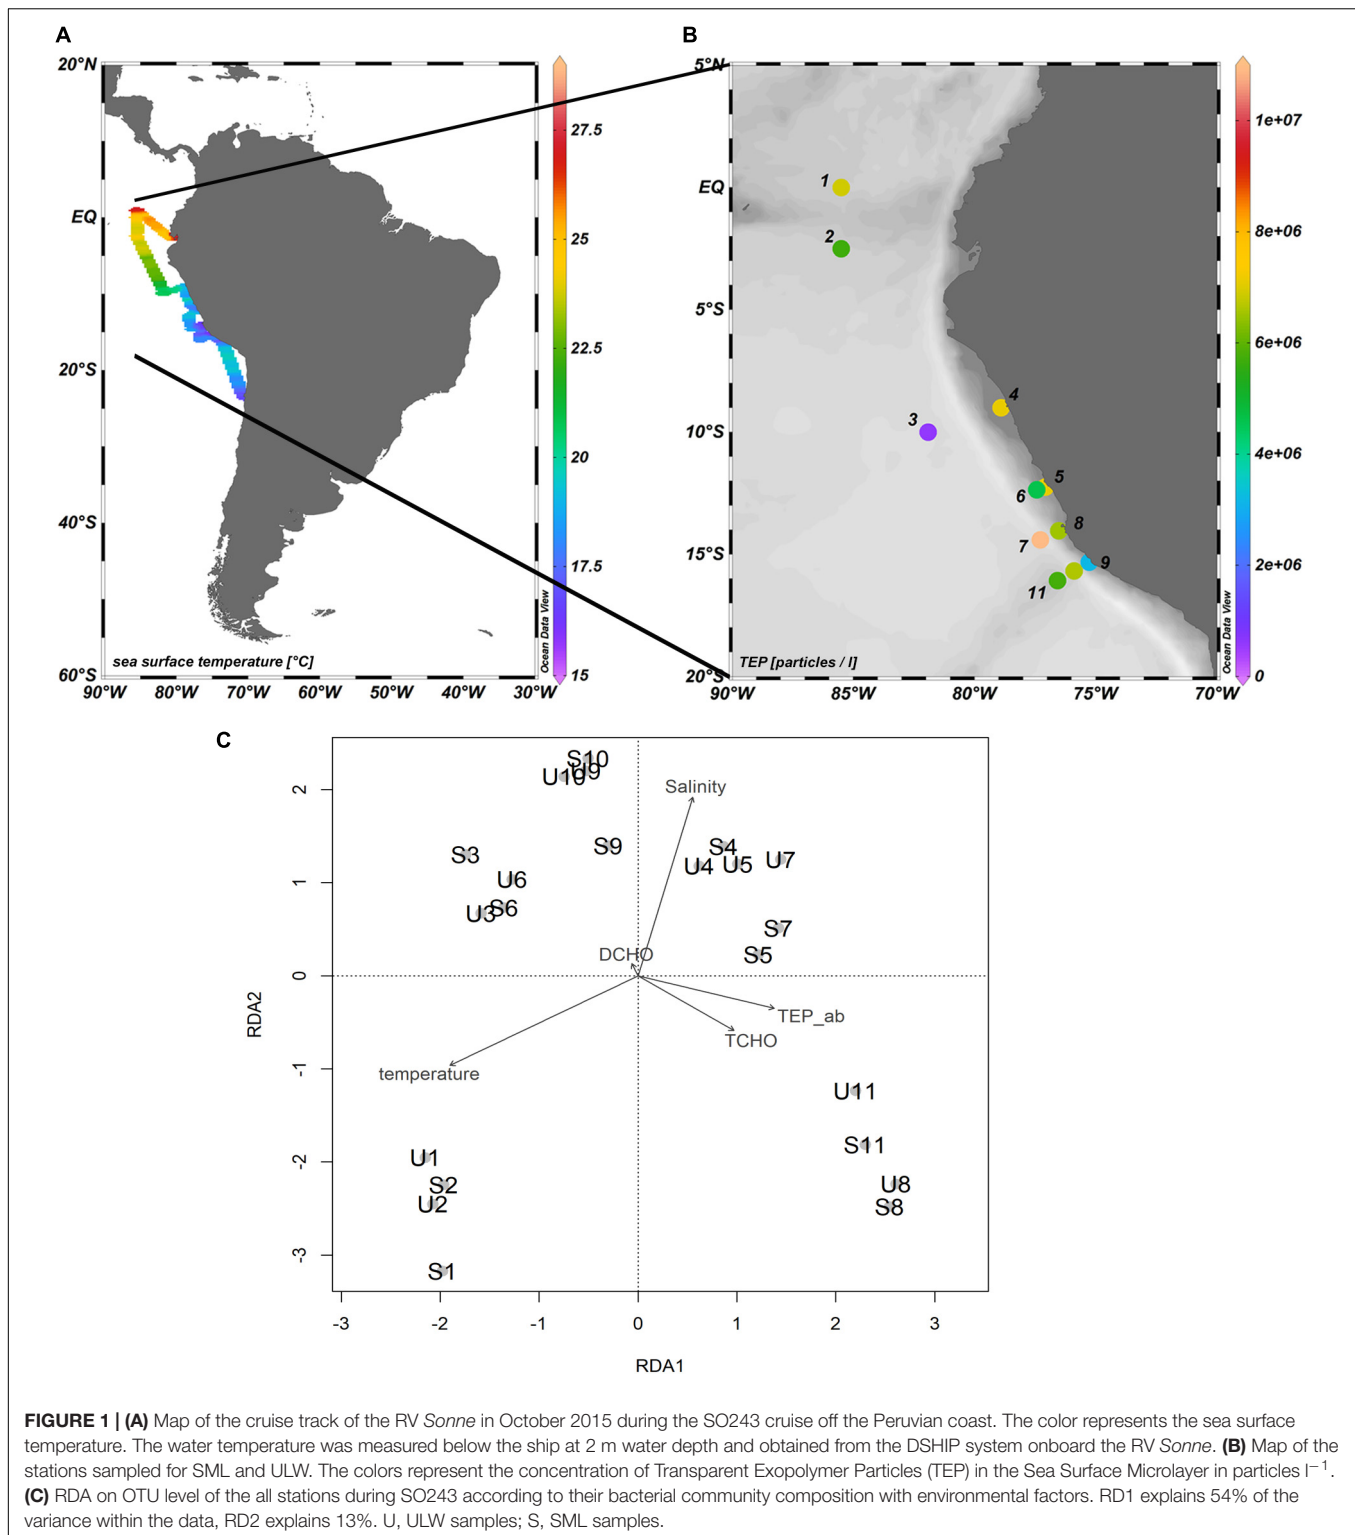 A
B
20°N
EQ
20°S
40°S
60°S
90°W 80°W 70°W 60°W 50°W 40°W 30°W
sea surface temperature [°C]
Ocean Data View
27.5
25
22.5
20
17.5
15
5°N
EQ
5°S
10°S
15°S
20°S
90°W 85°W 80°W 75°W 70°W
1
2
3
4
5
6
7
8
9
11
TEP [particles / l]
Ocean Data View
1e+07
8e+06
6e+06
4e+06
2e+06
0
C
RDA2
2
1
0
-1
-2
-3
S10
U10 U9
Salinity
S3
S9
S4
U4 U5 U7
U6
U3 S6
S7
S5
DCHO
TEP_ab
TCHO
temperature
U11
U1
S11
S2
U8
U2
S8
S1
-3 -2 -1 0 1 2 3
RDA1
FIGURE 1 | (A) Map of the cruise track of the RV Sonne in October 2015 during the SO243 cruise off the Peruvian coast. The color represents the sea surface
temperature. The water temperature was measured below the ship at 2 m water depth and obtained from the DSHIP system onboard the RV Sonne. (B) Map of the
stations sampled for SML and ULW. The colors represent the concentration of Transparent Exopolymer Particles (TEP) in the Sea Surface Microlayer in particles l−1.
(C) RDA on OTU level of the all stations during SO243 according to their bacterial community composition with environmental factors. RD1 explains 54% of the
variance within the data, RD2 explains 13%. U, ULW samples; S, SML samples.